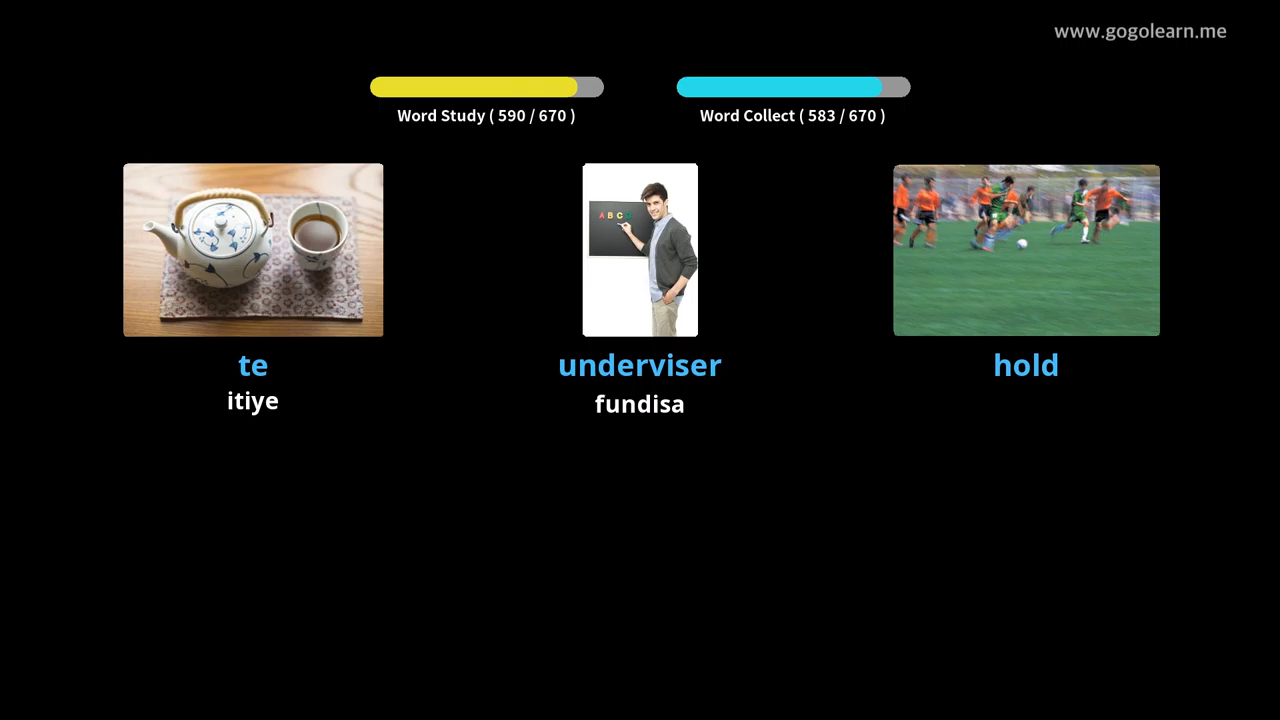 www.gogolearn.me
Word Study ( 590 / 670 )
Word Collect ( 583 / 670 )
A B C
te
underviser
hold
itiye
fundisa